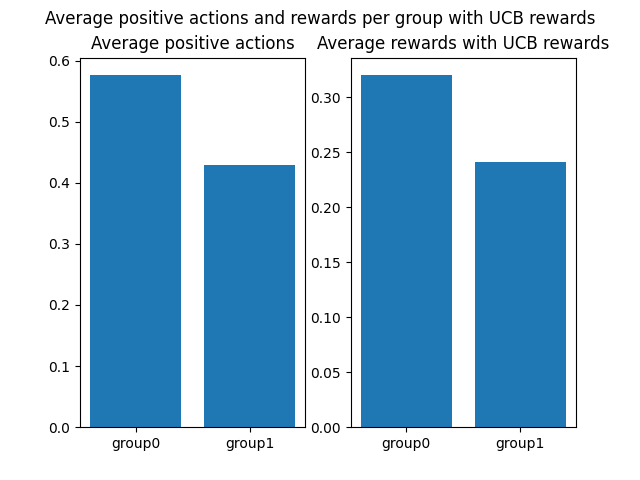 Average positive actions and rewards per group with UCB rewards
Average positive actions
0.6
0.5
0.4
0.3
0.2
0.1
0.0
group0 group1
Average rewards with UCB rewards
0.30
0.25
0.20
0.15
0.10
0.05
0.00
group0 group1